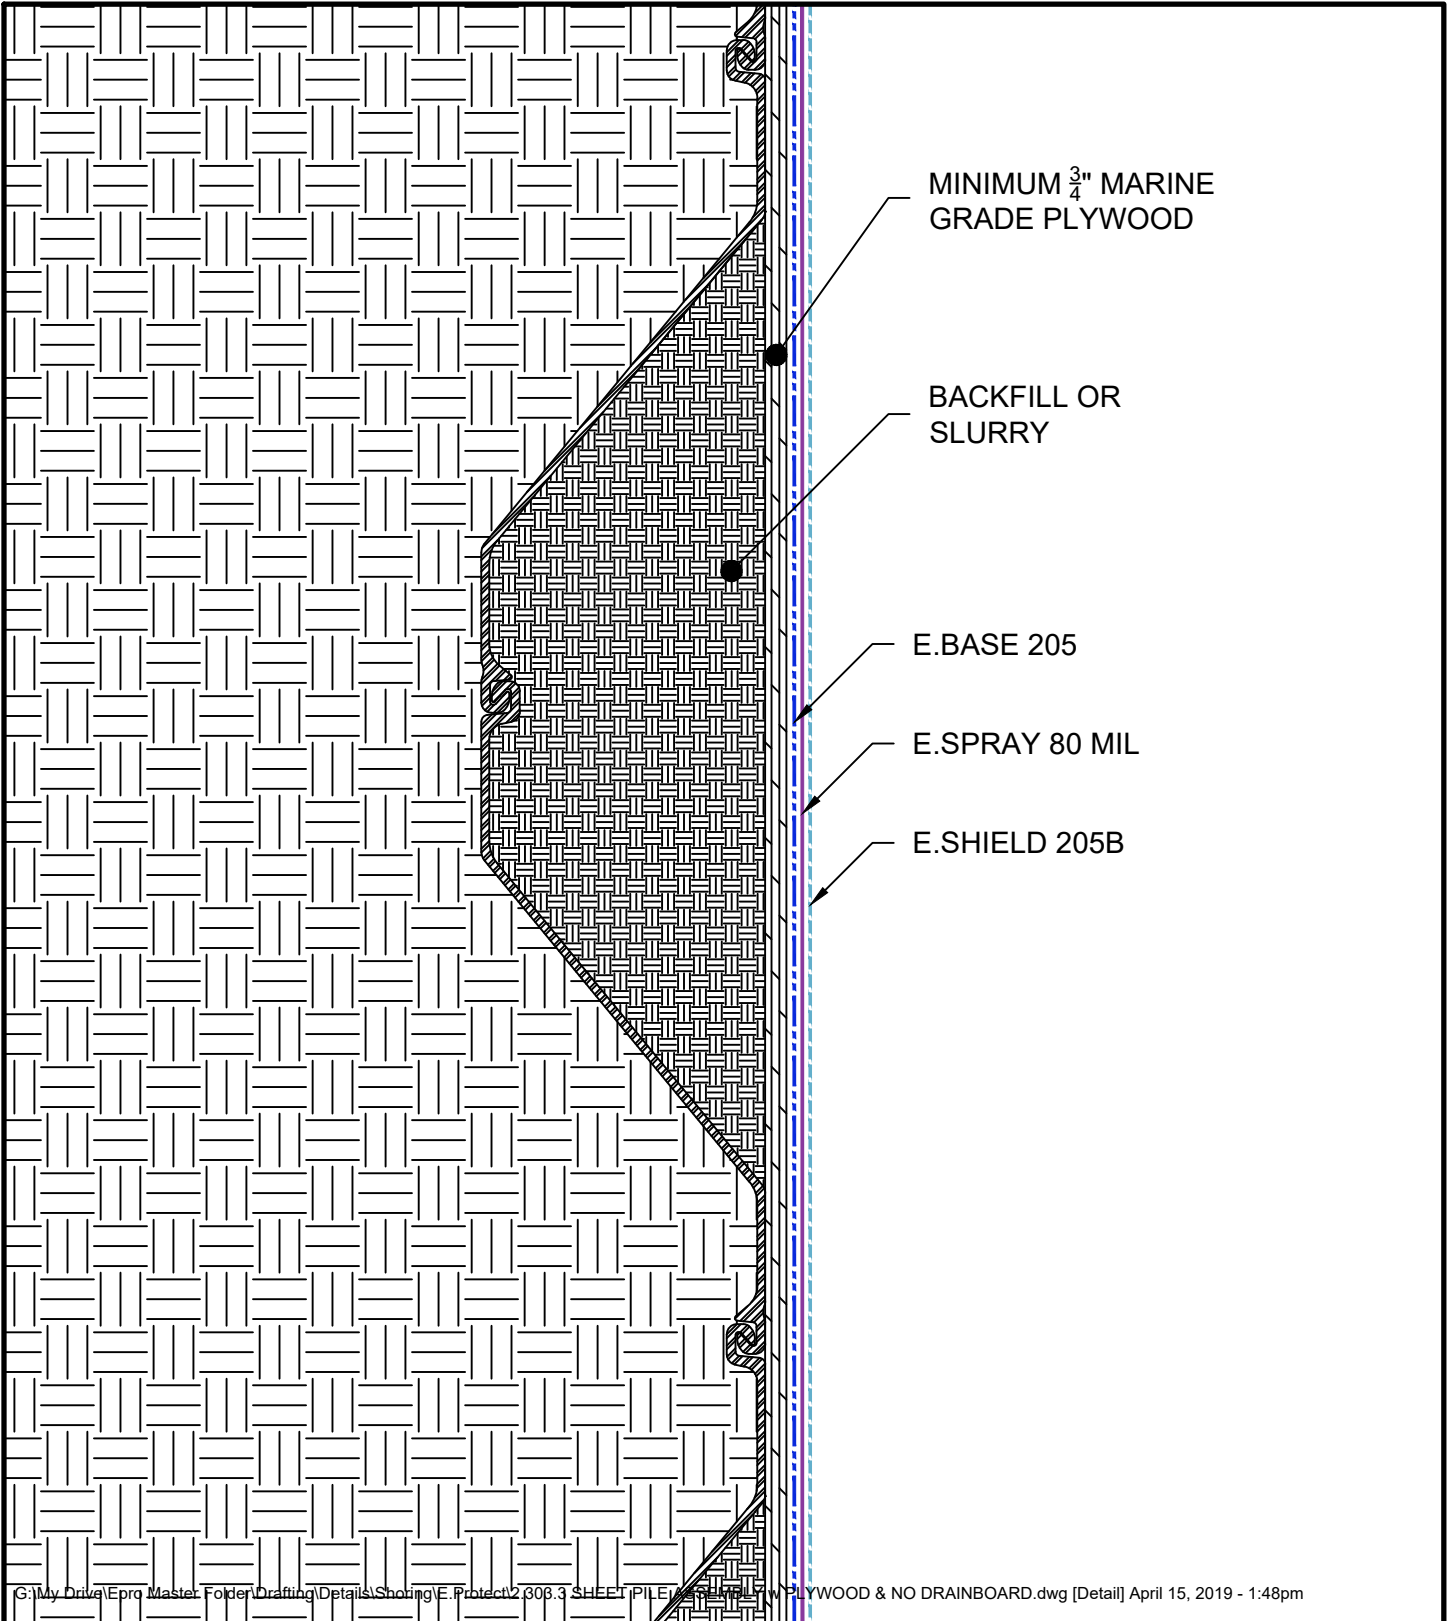 MINIMUM 3/4" MARINE
GRADE PLYWOOD
BACKFILL OR
SLURRY
E.BASE 205
E.SPRAY 80 MIL
E.SHIELD 205B
G:\My Drive\Epro Master Folder\Drafting\Details\Shoring\E.Protect\2.303.3 SHEET PILE ASSEMBLY w PLYWOOD & NO DRAINBOARD.dwg [Detail] April 15, 2019 - 1:48pm